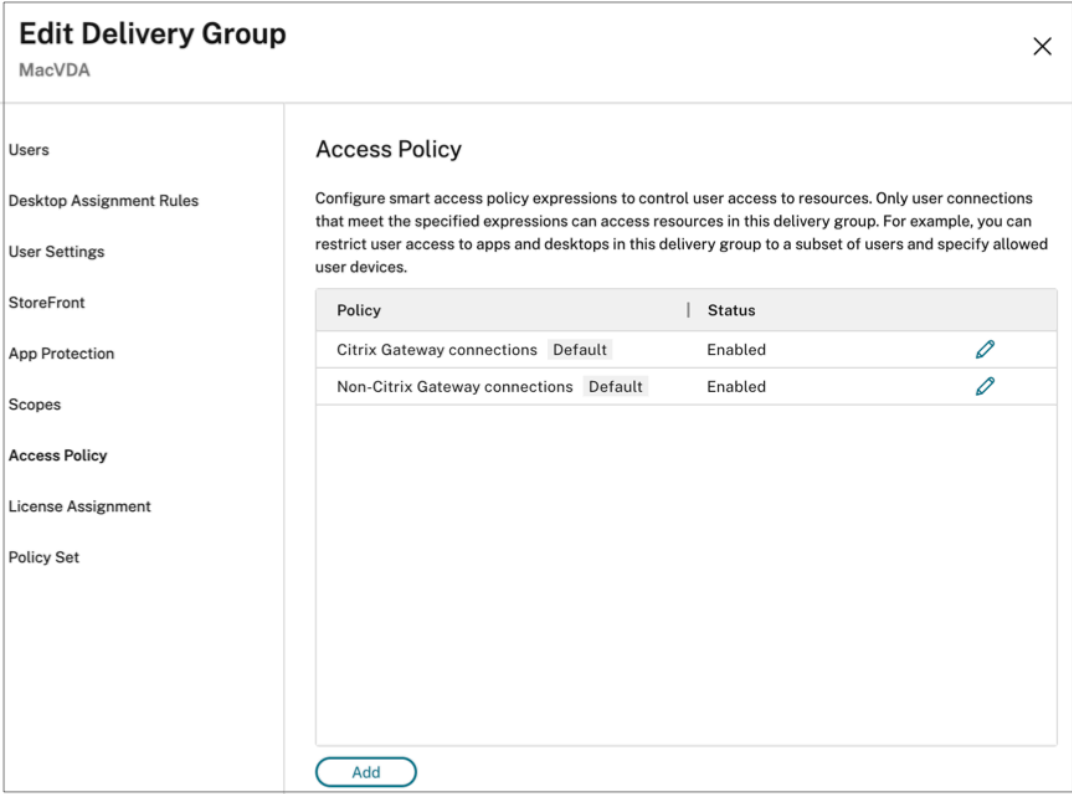 Edit Delivery Group
MacVDA
Users
Desktop Assignment Rules
User Settings
StoreFront
App Protection
Scopes
Access Policy
License Assignment
Policy Set
Access Policy
Configure smart access policy expressions to control user access to resources. Only user connections
that meet the specified expressions can access resources in this delivery group. For example, you can
restrict user access to apps and desktops in this delivery group to a subset of users and specify allowed
user devices.
Policy | Status
Citrix Gateway connections Default Enabled
Non-Citrix Gateway connections Default Enabled
Add